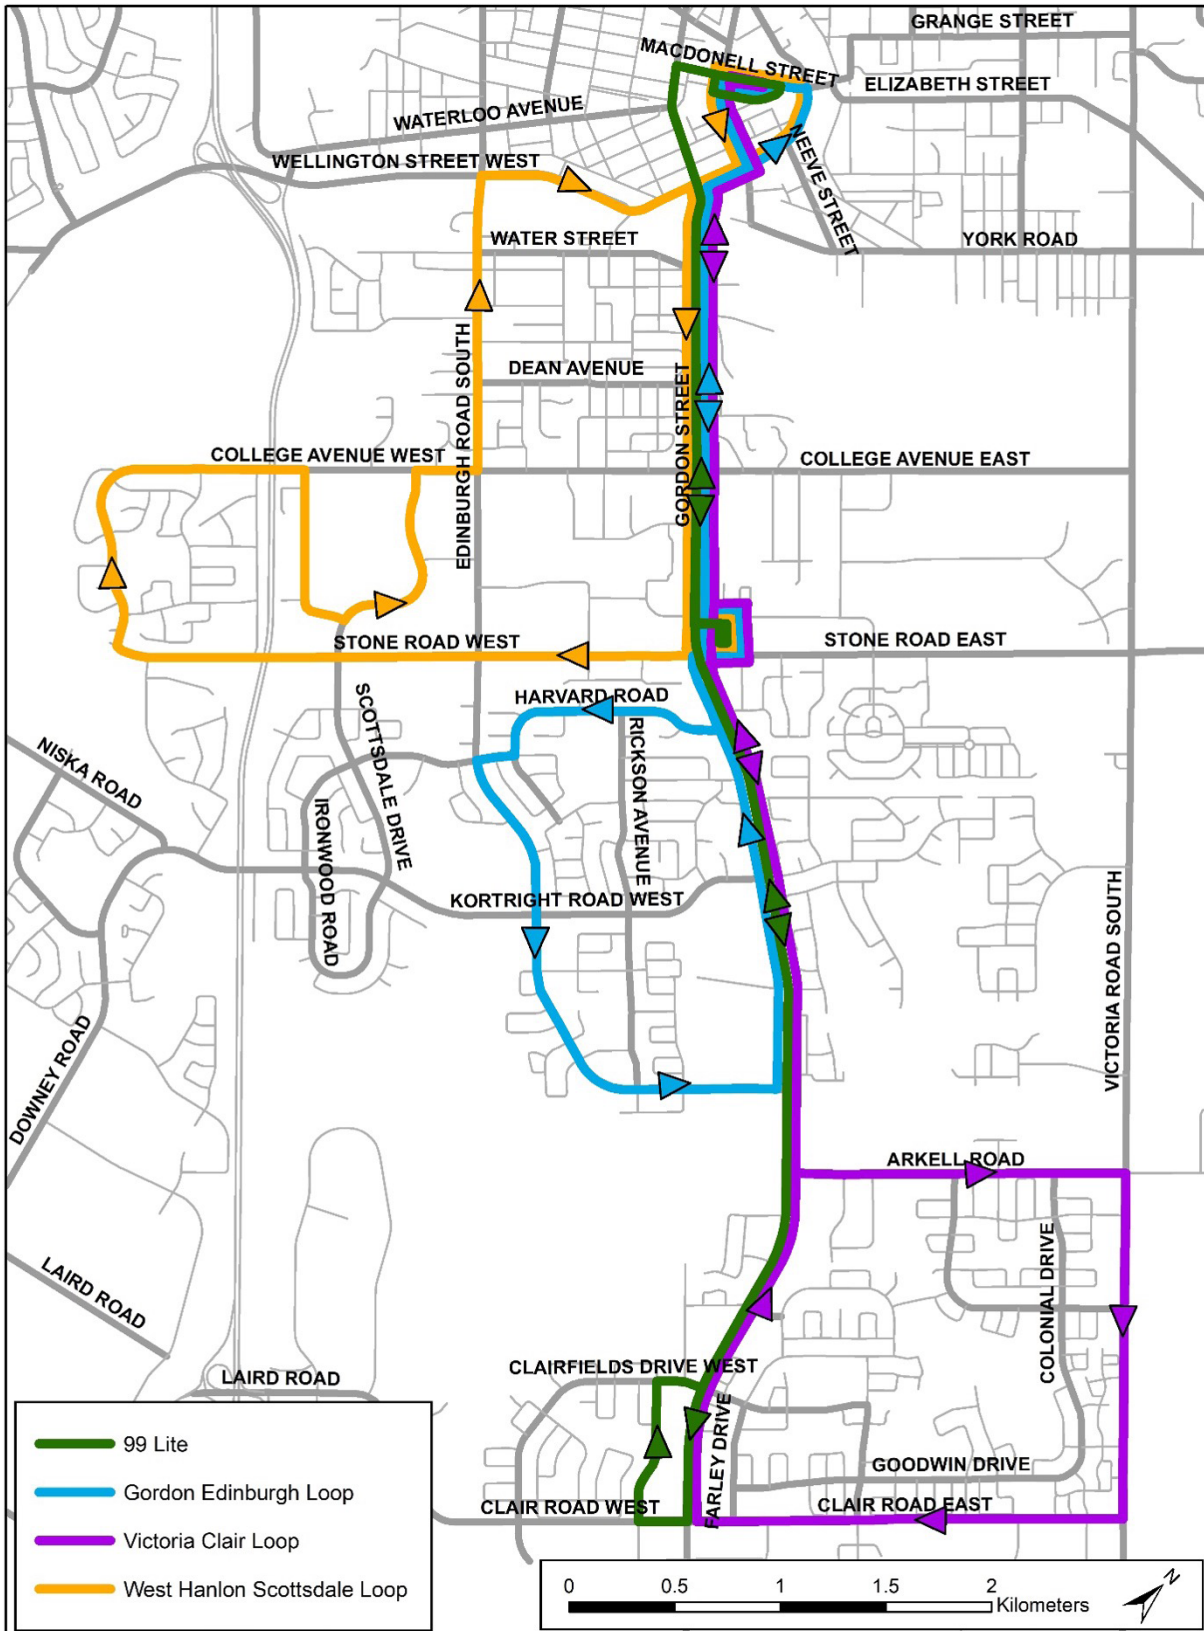 GRANGE STREET
MACDONELL STREET
ELIZABETH STREET
WATERLOO AVENUE
NEEVE STREET
WELLINGTON STREET WEST
WATER STREET
YORK ROAD
DEAN AVENUE
EDINBURGH ROAD SOUTH
GORDON STREET
COLLEGE AVENUE WEST
COLLEGE AVENUE EAST
STONE ROAD WEST
STONE ROAD EAST
HARVARD ROAD
SCOTTSDALE DRIVE
RICKSON AVENUE
NISKA ROAD
IRONWOOD ROAD
KORTRIGHT ROAD WEST
VICTORIA ROAD SOUTH
DOWNEY ROAD
ARKELL ROAD
COLONIAL DRIVE
LAIRD ROAD
LAIRD ROAD
CLAIRFIELDS DRIVE WEST
FARLEY DRIVE
GOODWIN DRIVE
CLAIR ROAD WEST
CLAIR ROAD EAST
99 Lite
Gordon Edinburgh Loop
Victoria Clair Loop
West Hanlon Scottsdale Loop
0 0.5 1 1.5 2
Kilometers
N